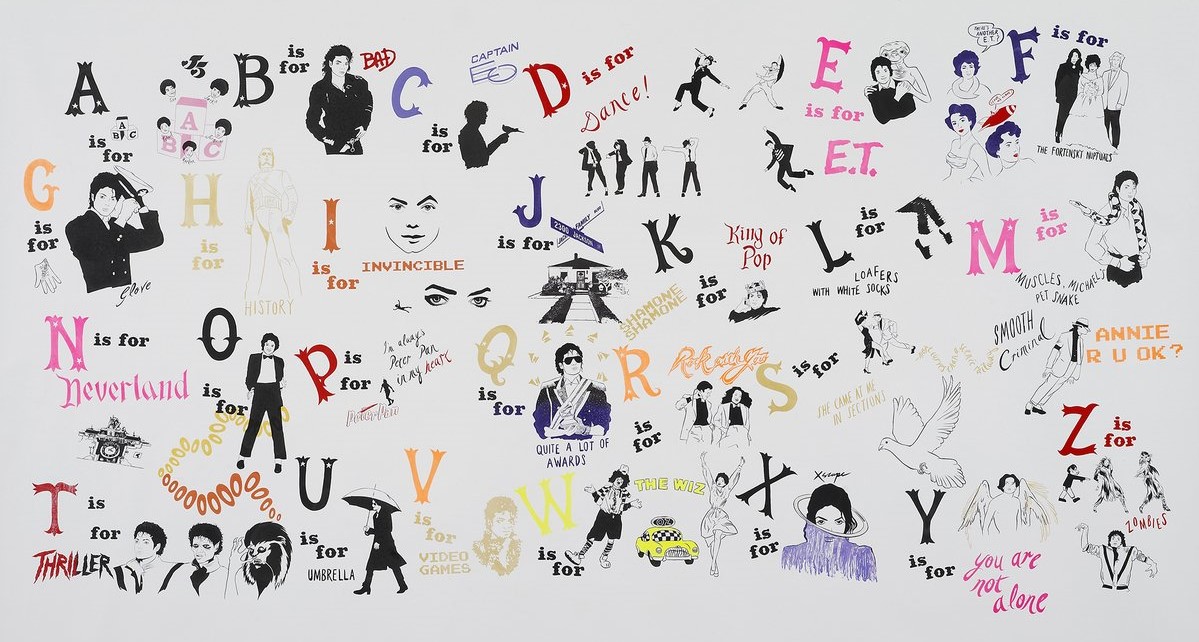 A
is
for
A
B C
J5
A
B C
B
is
for
BAD
C
is
for
CAPTAIN
EO
D
is for
Dance!
E
is for
E.T.
THERE'S
ANOTHER
E.T.?
F
is for
THE FORTENSKY NUPTUALS
G
is
for
Glove
H
is
for
HISTORY
I
is
for
INVINCIBLE
J
is for
2300 JACKSON
K
is
for
King of
Pop
SHAMONE
SHAMONE
L
is
for
LOAFERS
WITH WHITE SOCKS
M
is
for
MUSCLES, MICHAEL'S
PET SNAKE
N
is for
Neverland
O
is
for
P
is
for
I'm always
Peter Pan
in my heart
Peter Pan
Q
is
for
QUITE A LOT OF
AWARDS
R
is
for
Rock with You
S
is for
SHE CAME AT ME
IN SECTIONS
SMOOTH
Criminal
ANNIE
R U OK?
T
is
for
THRILLER
U
is
for
UMBRELLA
V
is
for
VIDEO
GAMES
W
is
for
THE WIZ
X
is
for
Xscape
Y
is
for
you are
not
alone
Z
is
for
ZOMBIES